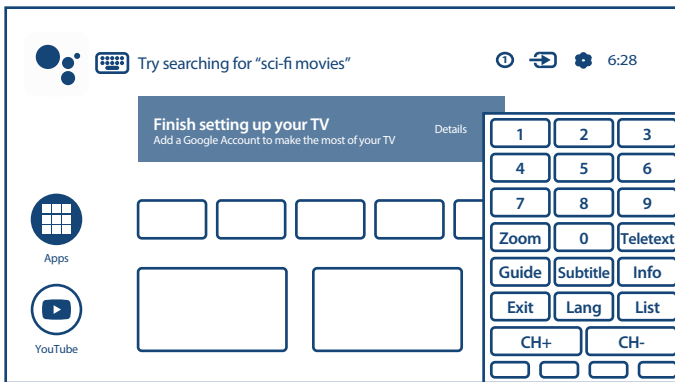 Try searching for “sci-fi movies”
1
6:28
Finish setting up your TV
Add a Google Account to make the most of your TV
Details
1 2 3
4 5 6
7 8 9
Zoom 0 Teletext
Guide Subtitle Info
Exit Lang List
CH+ CH-
Apps
YouTube